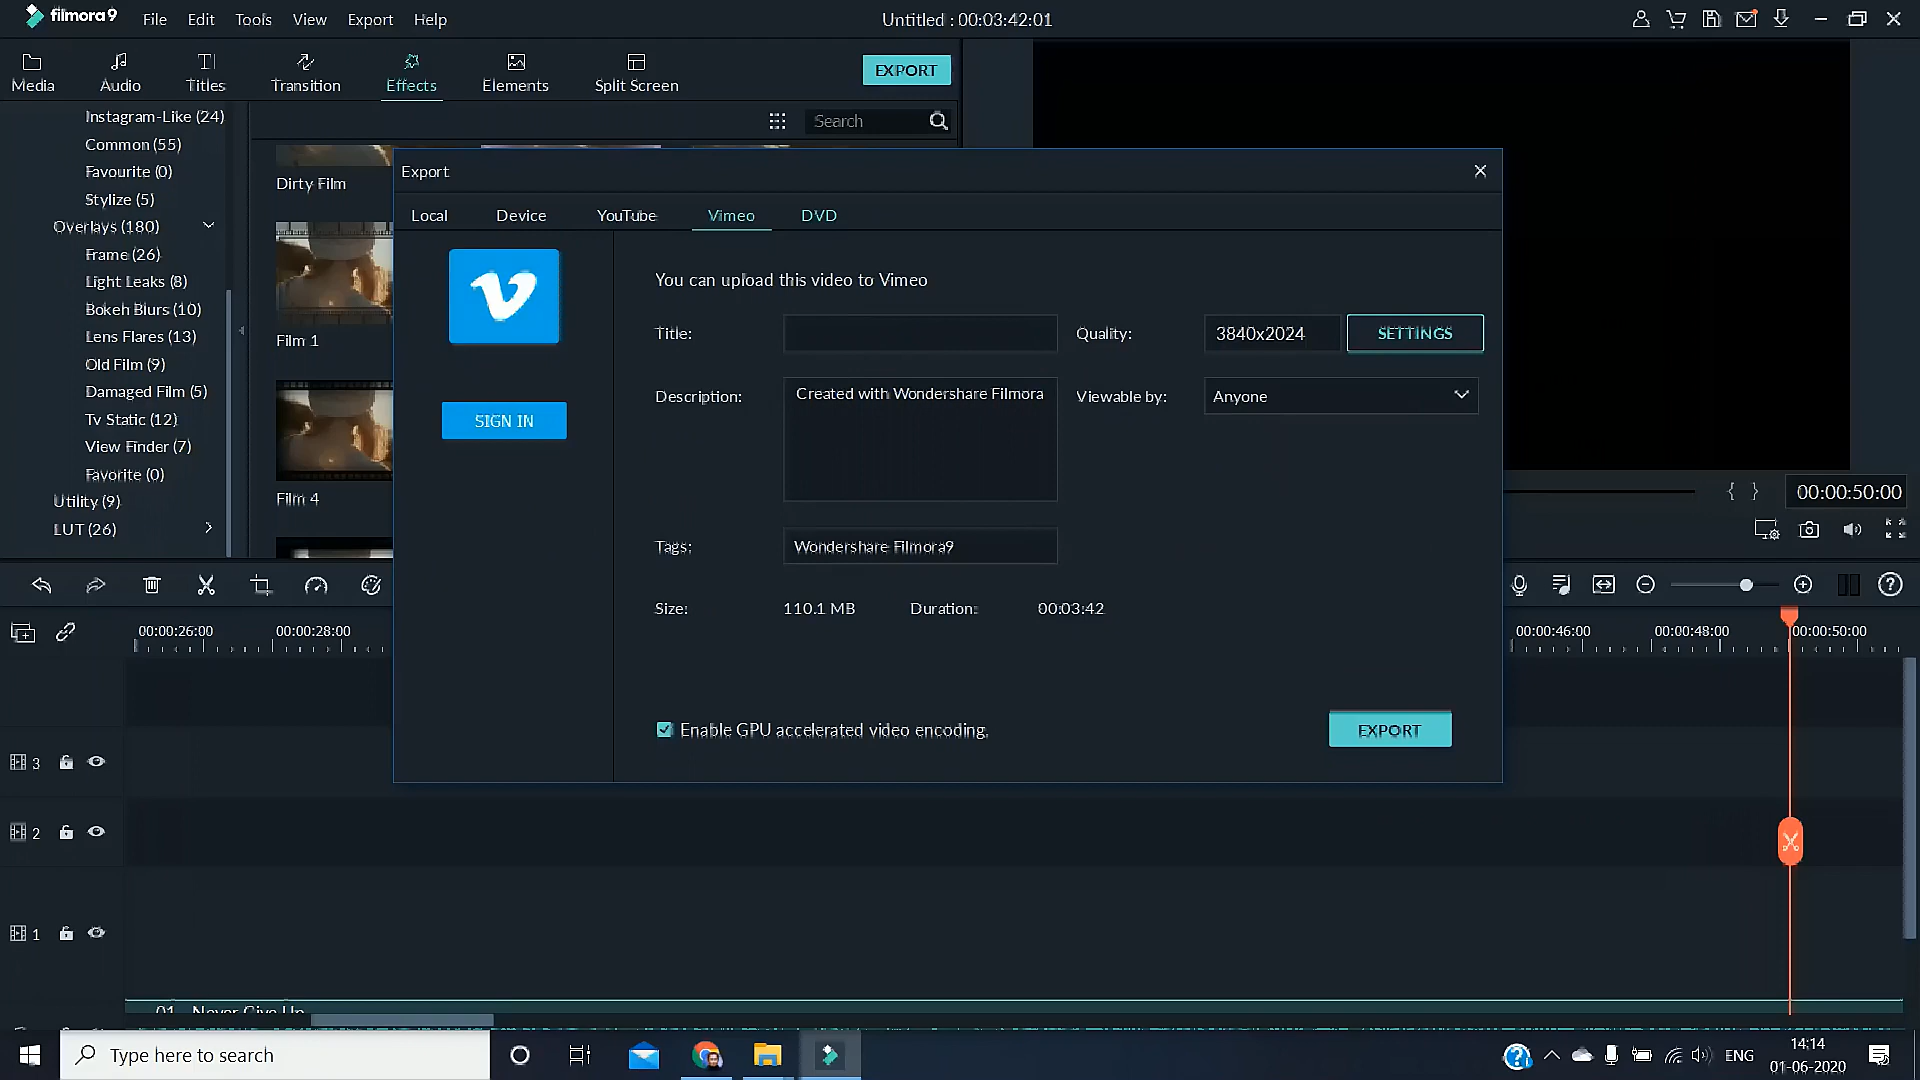 filmora9
File Edit Tools View Export Help
Untitled : 00:03:42:01
Media Audio Titles Transition Effects Elements Split Screen
EXPORT
Search
Instagram-Like (24)
Common (55)
Favourite (0)
Stylize (5)
Overlays (180)
Frame (26)
Light Leaks (8)
Bokeh Blurs (10)
Lens Flares (13)
Old Film (9)
Damaged Film (5)
Tv Static (12)
View Finder (7)
Favorite (0)
Utility (9)
LUT (26)
Dirty Film
Film 1
Film 4
Export
Local Device YouTube Vimeo DVD
SIGN IN
You can upload this video to Vimeo
Title:
Quality: 3840x2024 SETTINGS
Description: Created with Wondershare Filmora
Viewable by: Anyone
Tags: Wondershare Filmora9
Size: 110.1 MB Duration: 00:03:42
Enable GPU accelerated video encoding.
EXPORT
{ } 00:00:50:00
00:00:26:00 00:00:28:00 00:00:46:00 00:00:48:00 00:00:50:00
3
2
1
01 Never Give Up
Type here to search
ENG
14:14
01-06-2020